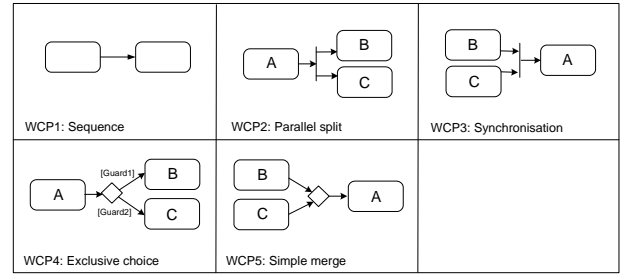 A
B
C
WCP1: Sequence
WCP2: Parallel split
B
C
A
WCP3: Synchronisation
A
[Guard1]
B
[Guard2]
C
WCP4: Exclusive choice
B
C
A
WCP5: Simple merge